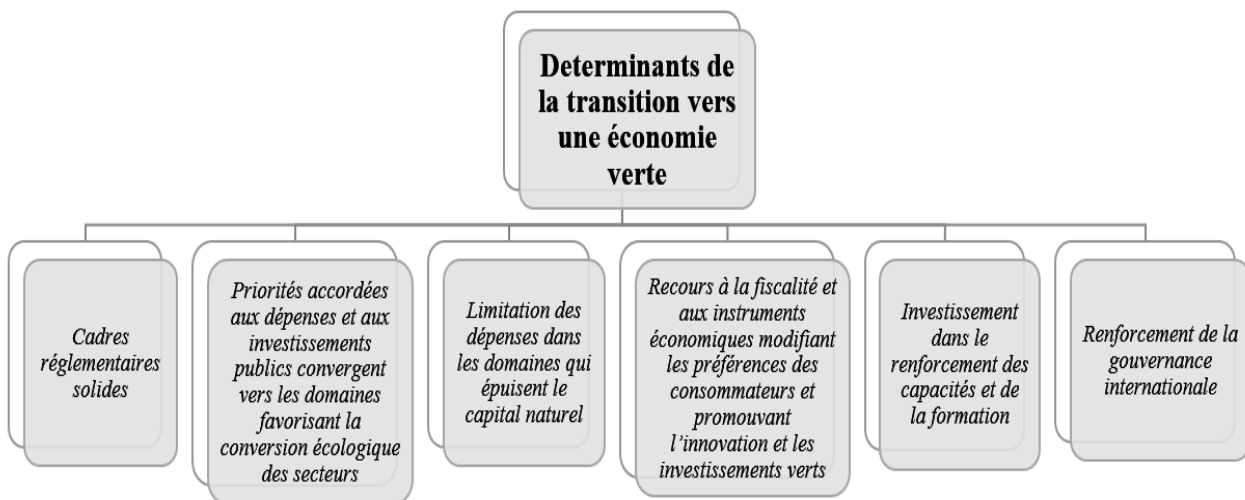 Determinants de
la transition vers
une économie
verte
Cadres
réglementaires
solides
Priorités accordées
aux dépenses et aux
investissements
publics convergent
vers les domaines
favorisant la
conversion écologique
des secteurs
Limitation des
dépenses dans
les domaines qui
épuisent le
capital naturel
Recours à la fiscalité et
aux instruments
économiques modifiant
les préférences des
consommateurs et
promouvant
l’innovation et les
investissements verts
Investissement
dans le
renforcement des
capacités et de
la formation
Renforcement de la
gouvernance
internationale